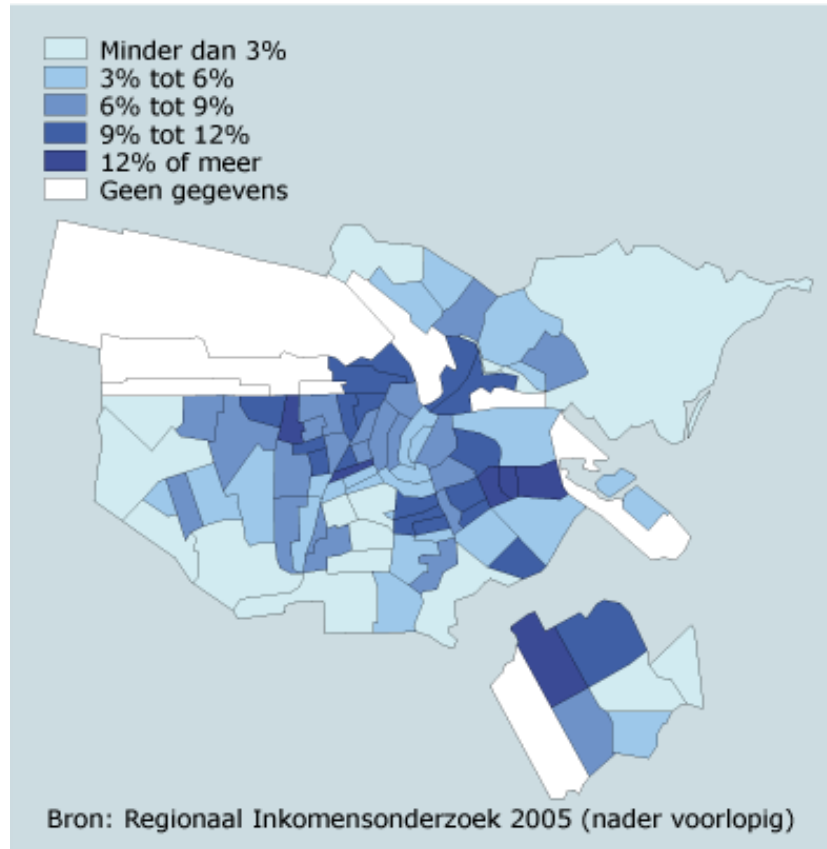 Minder dan 3%
3% tot 6%
6% tot 9%
9% tot 12%
12% of meer
Geen gegevens
Bron: Regionaal Inkomensonderzoek 2005 (nader voorlopig)